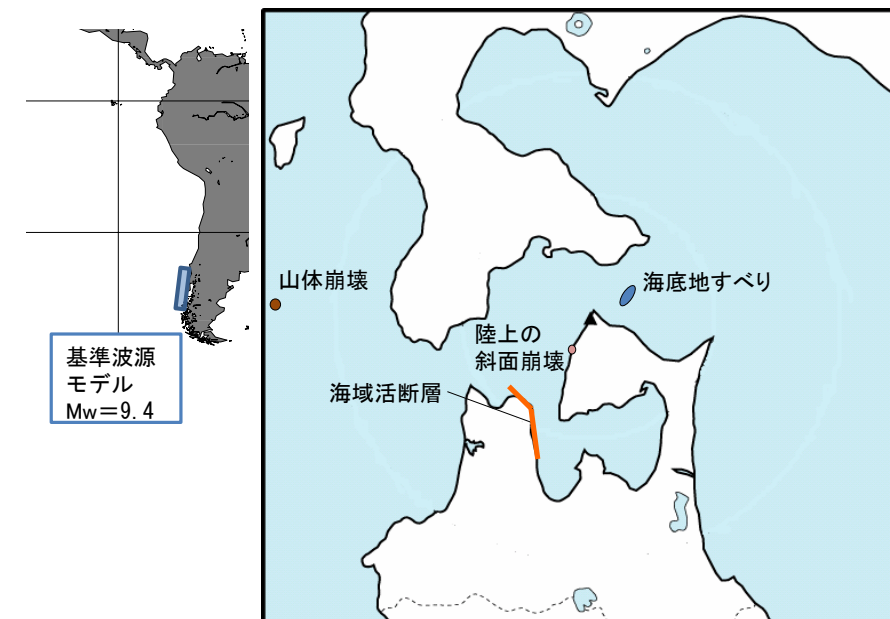 山体崩壊
海底地すべり
陸上の
斜面崩壊
海域活断層
基準波源
モデル
Mw=9.4